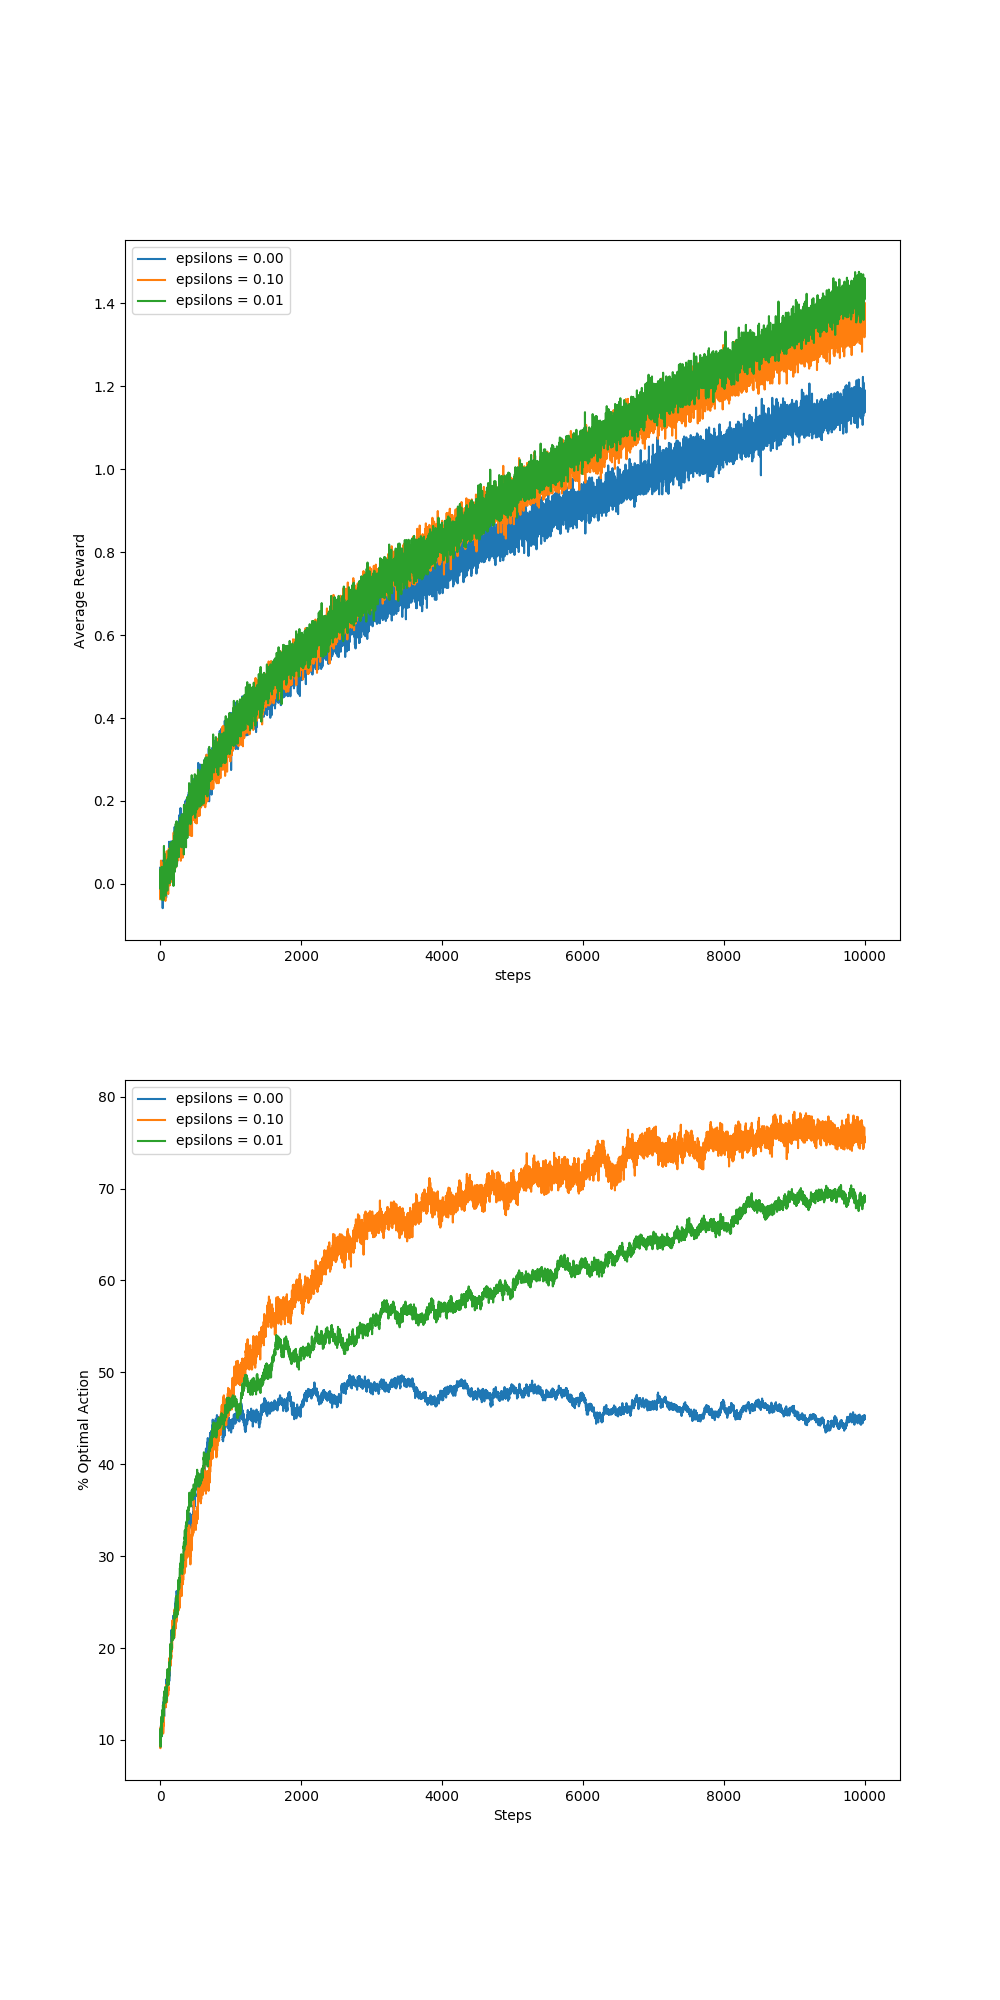 epsilons = 0.00
epsilons = 0.10
epsilons = 0.01
1.4
1.2
1.0
0.8
0.6
0.4
0.2
0.0
Average Reward
0 2000 4000 6000 8000 10000
steps
epsilons = 0.00
epsilons = 0.10
epsilons = 0.01
80
70
60
50
40
30
20
10
% Optimal Action
0 2000 4000 6000 8000 10000
Steps